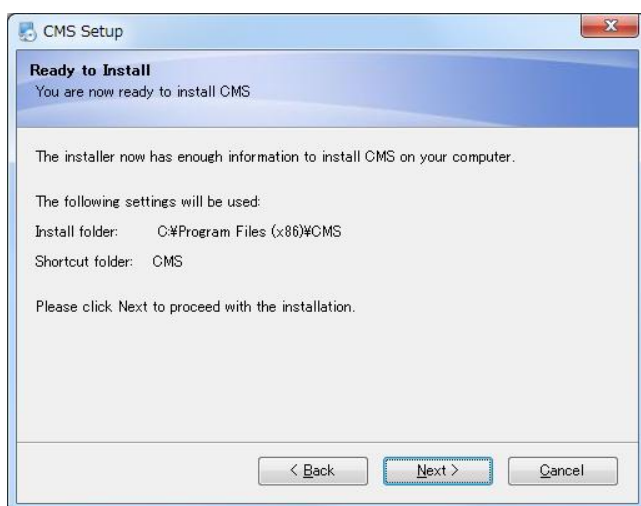 CMS Setup
Ready to Install
You are now ready to install CMS
The installer now has enough information to install CMS on your computer.
The following settings will be used:
Install folder: C:¥Program Files (x86)¥CMS
Shortcut folder: CMS
Please click Next to proceed with the installation.
< Back Next > Cancel